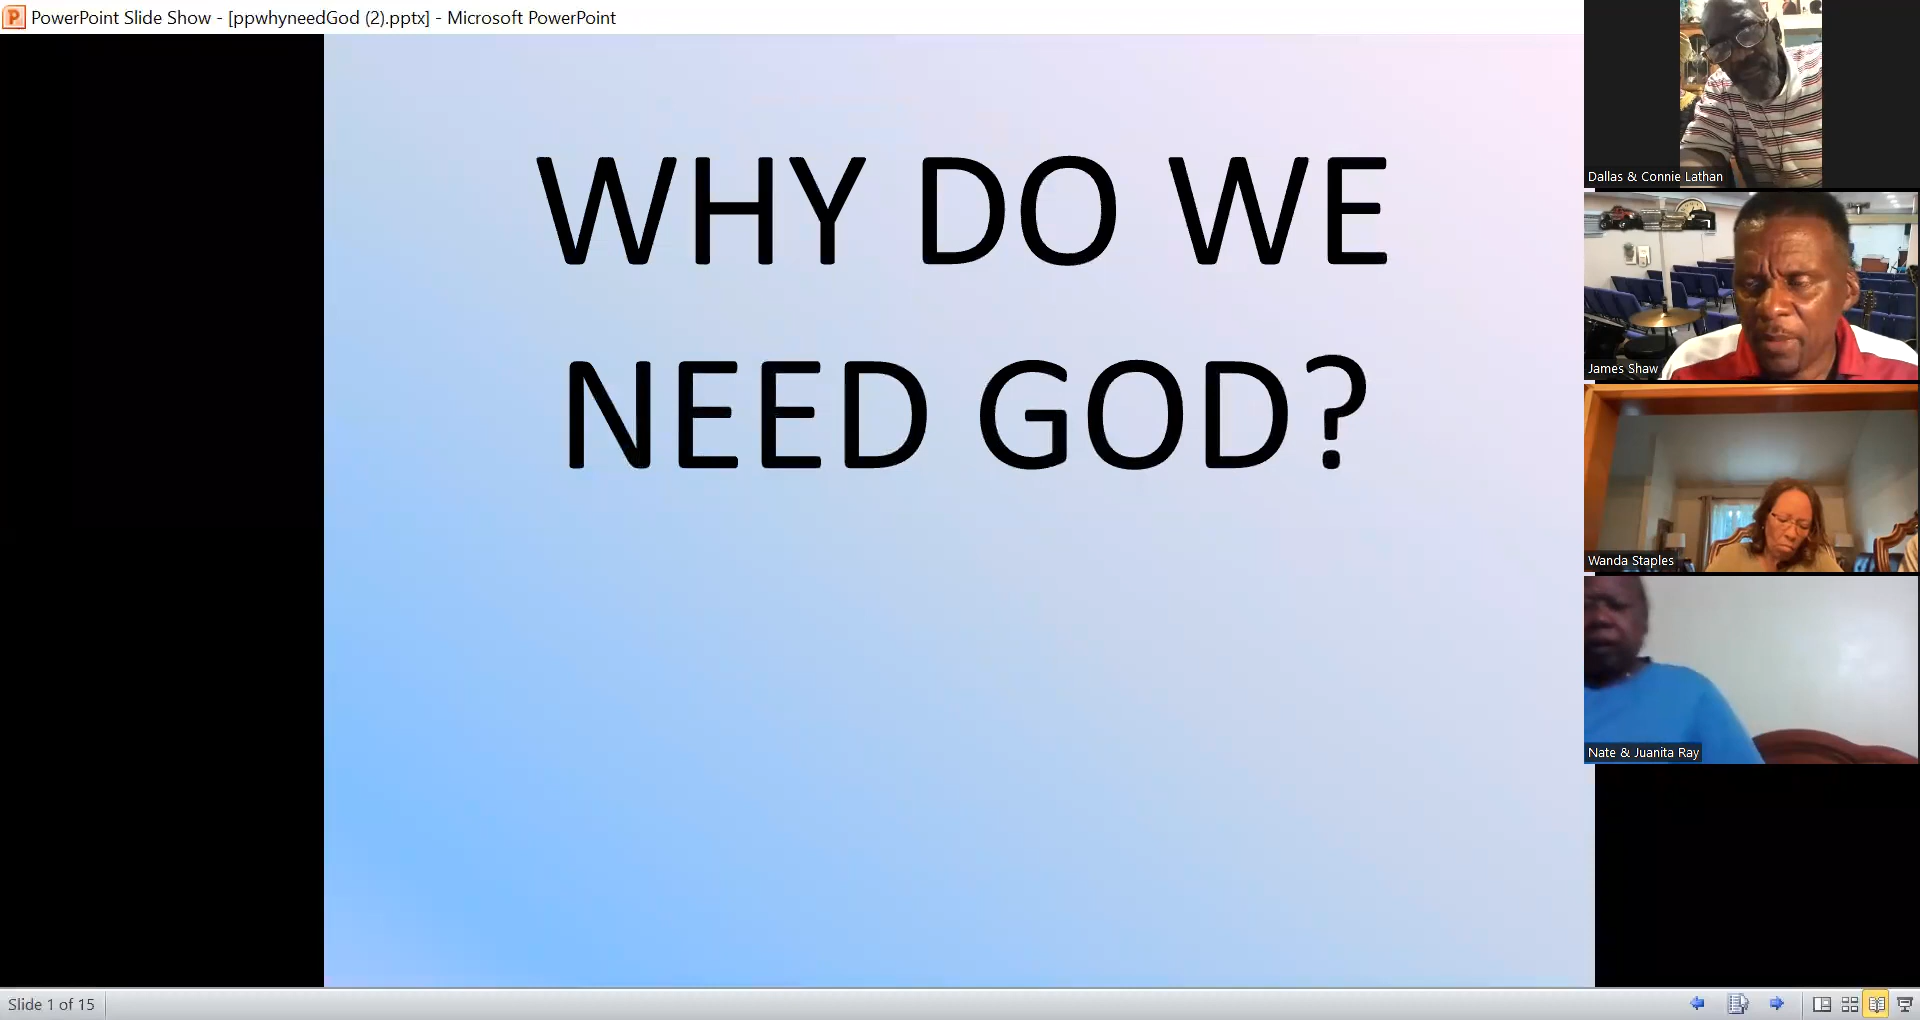 PowerPoint Slide Show - [ppwhyneedGod (2).pptx] - Microsoft PowerPoint
WHY DO WE
NEED GOD?
Dallas & Connie Lathan
James Shaw
Wanda Staples
Nate & Juanita Ray
Slide 1 of 15